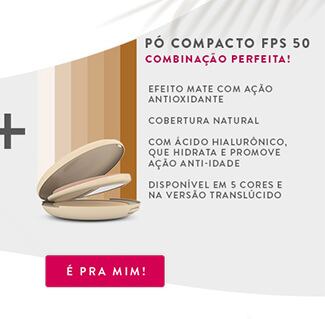 PÓ COMPACTO FPS 50
COMBINAÇÃO PERFEITA!
EFEITO MATE COM AÇÃO
ANTIOXIDANTE
COBERTURA NATURAL
COM ÁCIDO HIALURÔNICO,
QUE HIDRATA E PROMOVE
AÇÃO ANTI-IDADE
DISPONÍVEL EM 5 CORES E
NA VERSÃO TRANSLÚCIDO
+
É PRA MIM!